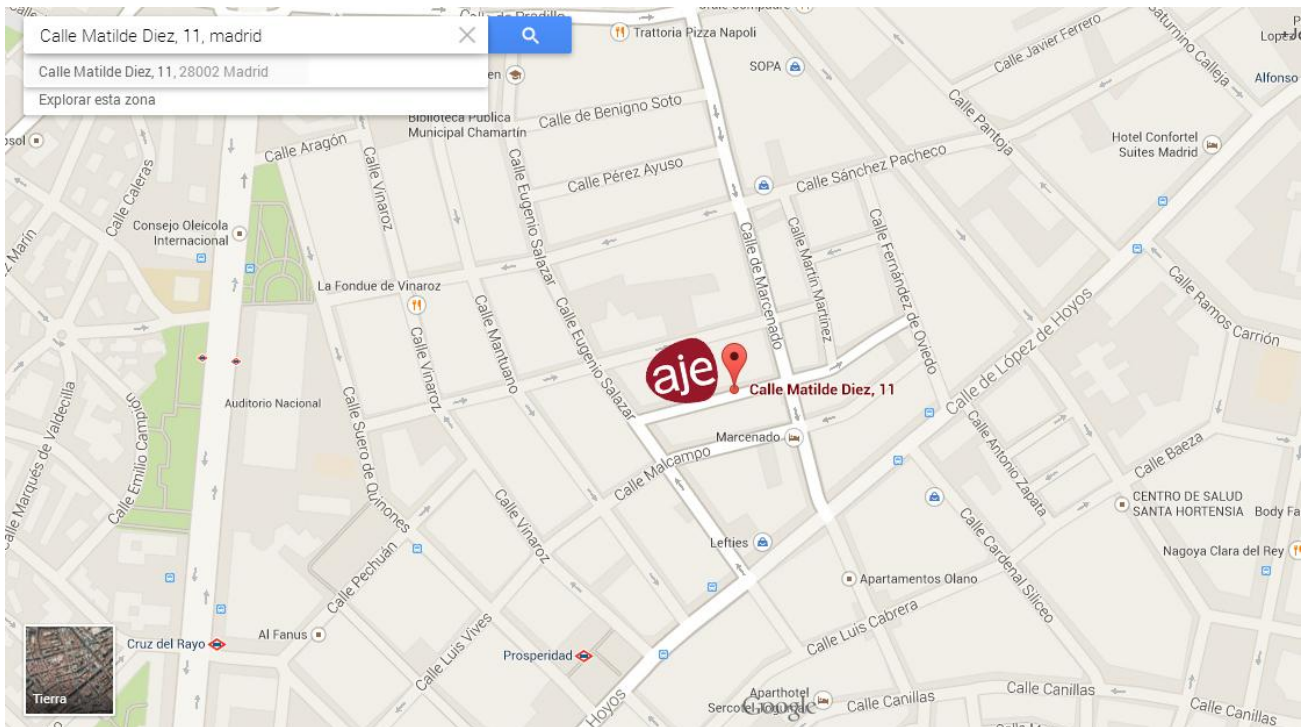 Calle Matilde Diez, 11, madrid
Calle Matilde Diez, 11, 28002 Madrid
Explorar esta zona
Trattoria Pizza Napoli
SOPA
Calle Javier Ferrero
Saturnino Calleja
Alfonso
Calle Pantoja
Hotel Confortel
Suites Madrid
Biblioteca Pública
Municipal Chamartín
Calle de Benigno Soto
Calle Aragón
Calle Vinaroz
Calle Caleras
Calle Pérez Ayuso
Calle Sánchez Pacheco
Consejo Oleícola
Internacional
Calle Eugenio Salazar
Calle de Marcenado
Calle Martín Martínez
Calle Fernández de Oviedo
La Fondue de Vinaroz
Calle Ramos Carrión
Calle Mantuano
Calle Vinaroz
Calle Eugenio Salazar
Calle de López de Hoyos
aje
Calle Matilde Diez, 11
Auditorio Nacional
Calle Marqués de Valdecilla
Calle Emilio Campión
Calle Suero de Quiñones
Marcenado
Calle Malcampo
Calle Antonio Zapata
Calle Baeza
CENTRO DE SALUD
SANTA HORTENSIA
Body Fa
Calle Vinaroz
Lefties
Nagoya Clara del Rey
Calle Cardenal Silíceo
Calle Pechuán
Apartamentos Olano
Calle Luis Cabrera
Al Fanus
Cruz del Rayo
Calle Luis Vives
Prosperidad
Tierra
Hoyos
Aparthotel
Sercotel
Google
Calle Canillas
Calle Canillas
Calle Canillas